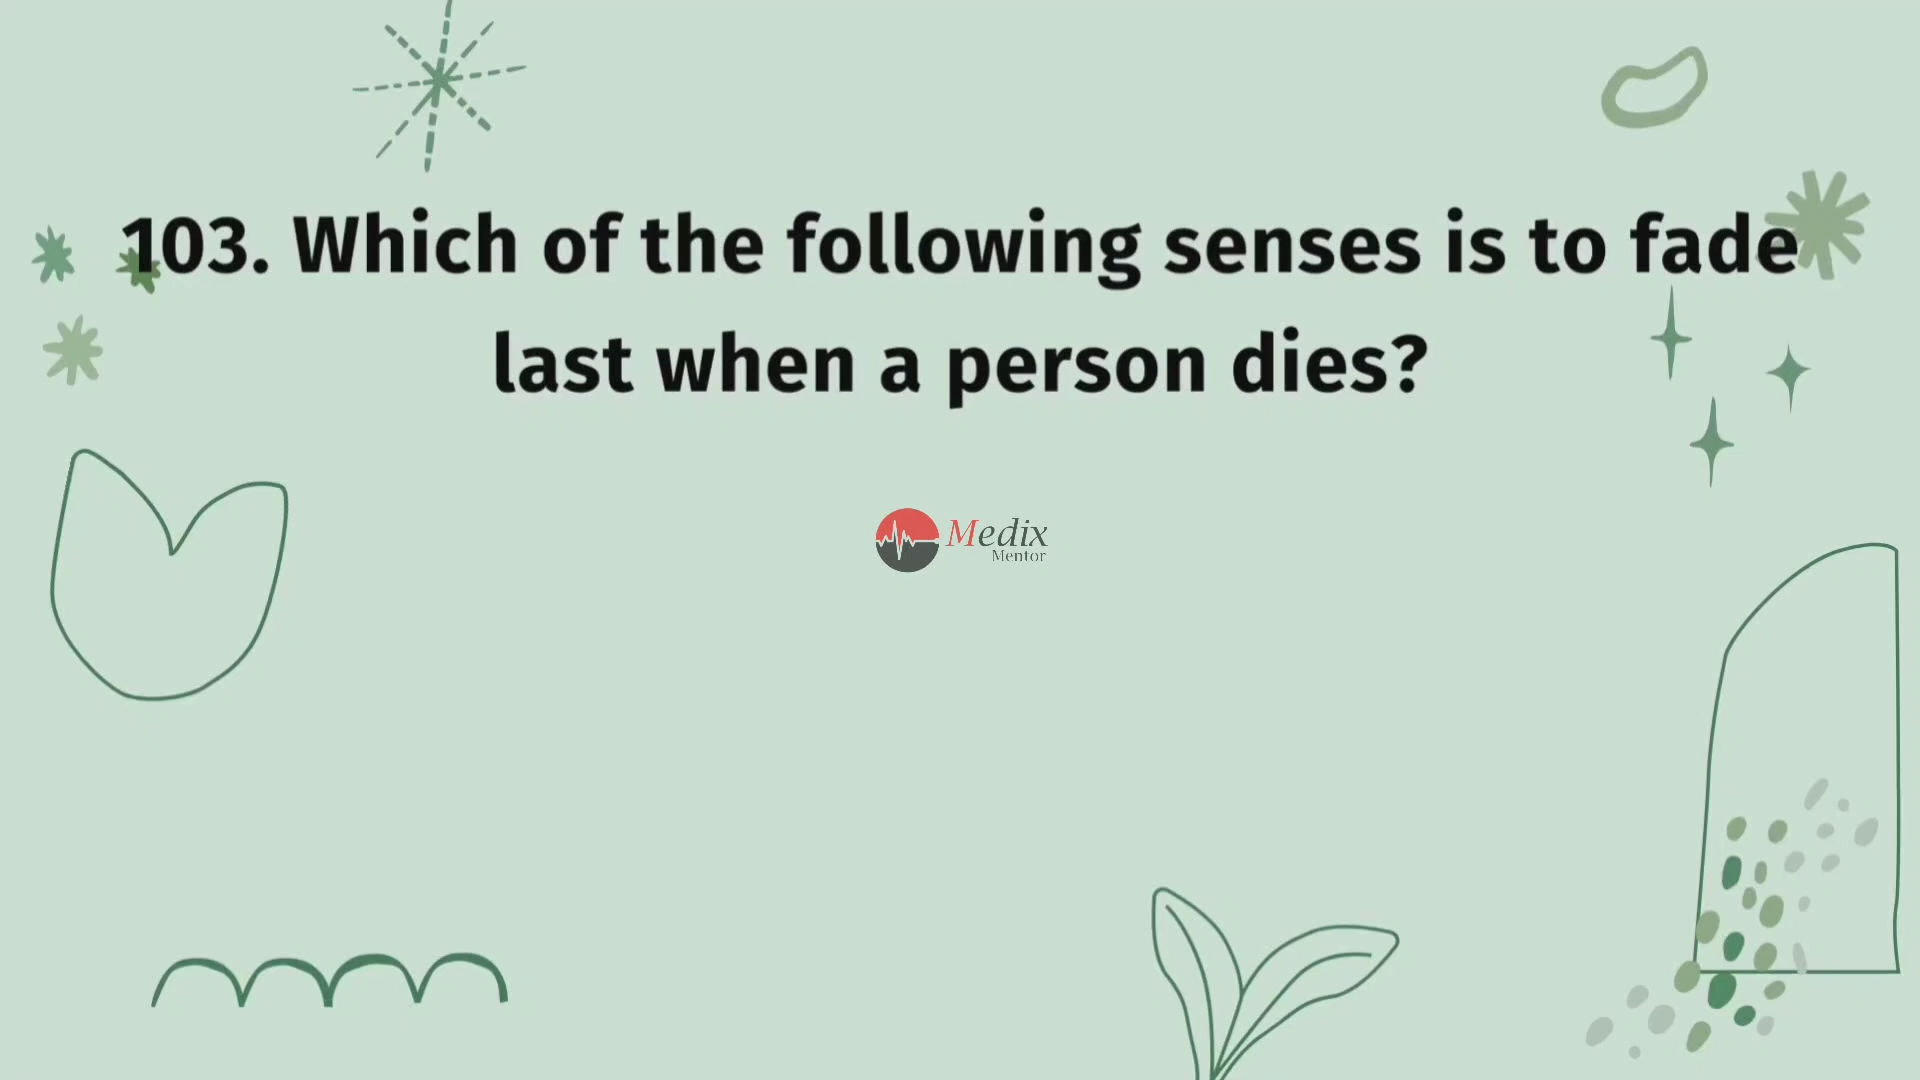 103. Which of the following senses is to fade
last when a person dies?
Medix
Mentor